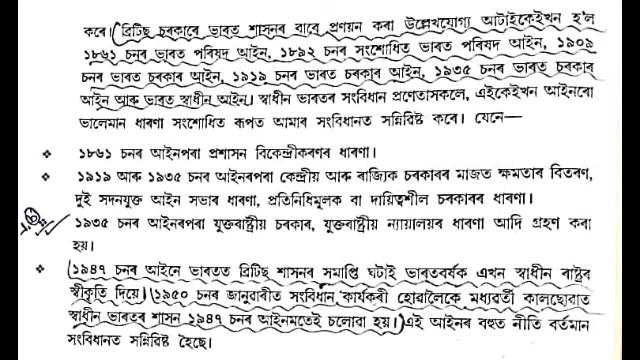 কৰে। (ব্ৰিটিছ চৰকাৰে ভাৰত শাসনৰ বাবে প্ৰণয়ন কৰা উল্লেখযোগ্য আটাইকেইখন হ'ল
১৮৬১ চনৰ ভাৰত পৰিষদ আইন, ১৮৯২ চনৰ সংশোধিত ভাৰত পৰিষদ আইন, ১৯০৯
চনৰ ভাৰত চৰকাৰ আইন, ১৯১৯ চনৰ ভাৰত চৰকাৰ আইন, ১৯৩৫ চনৰ ভাৰত চৰকাৰ
আইন আৰু ভাৰত স্বাধীন আইন। স্বাধীন ভাৰতৰ সংবিধান প্ৰণেতাসকলে, এইকেইখন আইনৰো
ভালেমান ধাৰণা সংশোধিত ৰূপত আমাৰ সংবিধানত সন্নিৱিষ্ট কৰে। যেনে—
❖ ১৮৬১ চনৰ আইনপৰা প্ৰশাসন বিকেন্দ্ৰীকৰণৰ ধাৰণা।
❖ ১৯১৯ আৰু ১৯৩৫ চনৰ আইনৰপৰা কেন্দ্ৰীয় আৰু ৰাজ্যিক চৰকাৰৰ মাজত ক্ষমতাৰ বিতৰণ,
দুই সদনযুক্ত আইন সভাৰ ধাৰণা, প্ৰতিনিধিমূলক বা দায়িত্বশীল চৰকাৰৰ ধাৰণা।
১৯৩৫ চনৰ আইনৰপৰা যুক্তৰাষ্ট্ৰীয় চৰকাৰ, যুক্তৰাষ্ট্ৰীয় ন্যায়ালয়ৰ ধাৰণা আদি গ্ৰহণ কৰা
হয়।
❖ (১৯৪৭ চনৰ আইনে ভাৰতত ব্ৰিটিছ শাসনৰ সমাপ্তি ঘটাই ভাৰতবৰ্ষক এখন স্বাধীন ৰাষ্ট্ৰৰ
স্বীকৃতি দিয়ে। ১৯৫০ চনৰ জানুৱাৰীত সংবিধান কাৰ্যকৰী হোৱালৈকে মধ্যৱৰ্তী কালছোৱাত
স্বাধীন ভাৰতৰ শাসন ১৯৪৭ চনৰ আইনমতেই চলোৱা হয়।) এই আইনৰ বহুত নীতি বৰ্তমান
সংবিধানত সন্নিৱিষ্ট হৈছে।